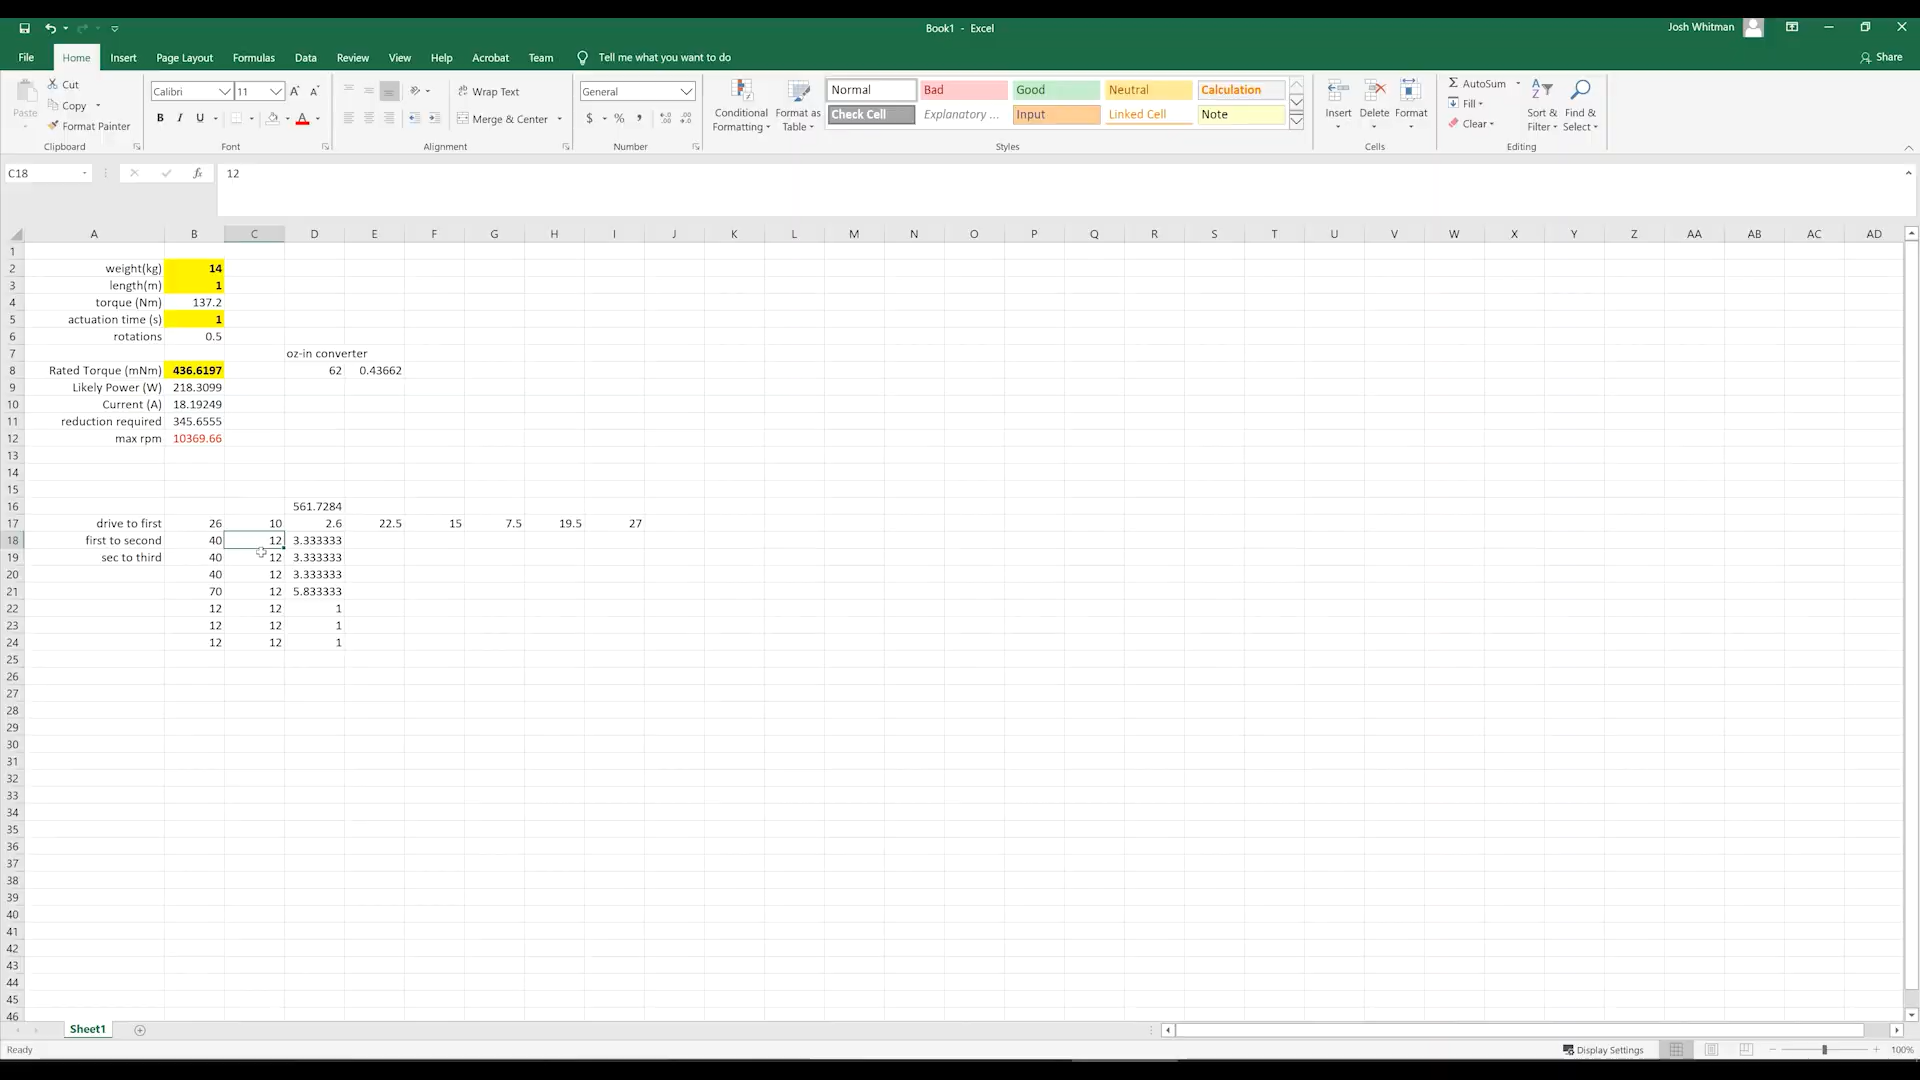 Book1 - Excel
Josh Whitman
File Home Insert Page Layout Formulas Data Review View Help Acrobat Team Tell me what you want to do
Share
Paste
Cut
Copy
Format Painter
Clipboard
Calibri 11
B I U
Font
Wrap Text
Merge & Center
Alignment
General
$ % ,
Number
Conditional Formatting
Format as Table
Normal Bad Good Neutral Calculation
Check Cell Explanatory ... Input Linked Cell Note
Styles
Insert Delete Format
Cells
AutoSum
Fill
Clear
Sort & Filter
Find & Select
Editing
C18 fx 12
A B C D E F G H I J K L M N O P Q R S T U V W X Y Z AA AB AC AD
1
2 weight(kg) 14
3 length(m) 1
4 torque (Nm) 137.2
5 actuation time (s) 1
6 rotations 0.5
7 oz-in converter
8 Rated Torque (mNm) 436.6197 62 0.43662
9 Likely Power (W) 218.3099
10 Current (A) 18.19249
11 reduction required 345.6555
12 max rpm 10369.66
13
14
15
16 561.7284
17 drive to first 26 10 2.6 22.5 15 7.5 19.5 27
18 first to second 40 12 3.333333
19 sec to third 40 12 3.333333
20 40 12 3.333333
21 70 12 5.833333
22 12 12 1
23 12 12 1
24 12 12 1
25
26
27
28
29
30
31
32
33
34
35
36
37
38
39
40
41
42
43
44
45
46
Sheet1
Ready
Display Settings
100%